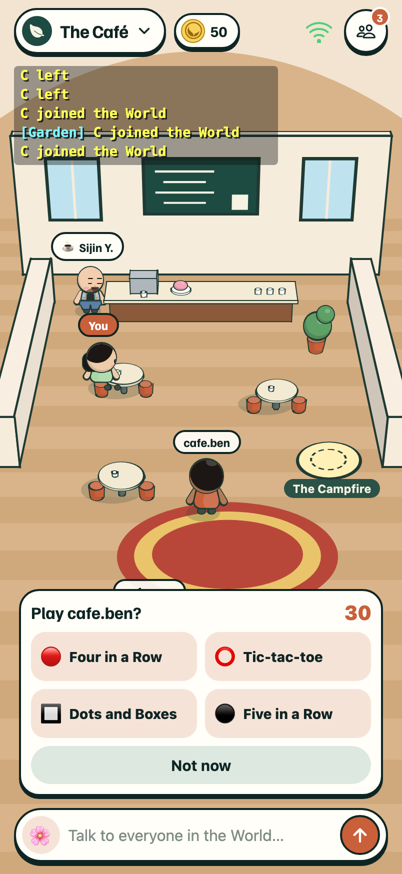 The Café
50
3
C left
C left
C joined the World
[Garden] C joined the World
C joined the World
Sijin Y.
You
cafe.ben
The Campfire
Play cafe.ben?
30
Four in a Row
Tic-tac-toe
Dots and Boxes
Five in a Row
Not now
Talk to everyone in the World...